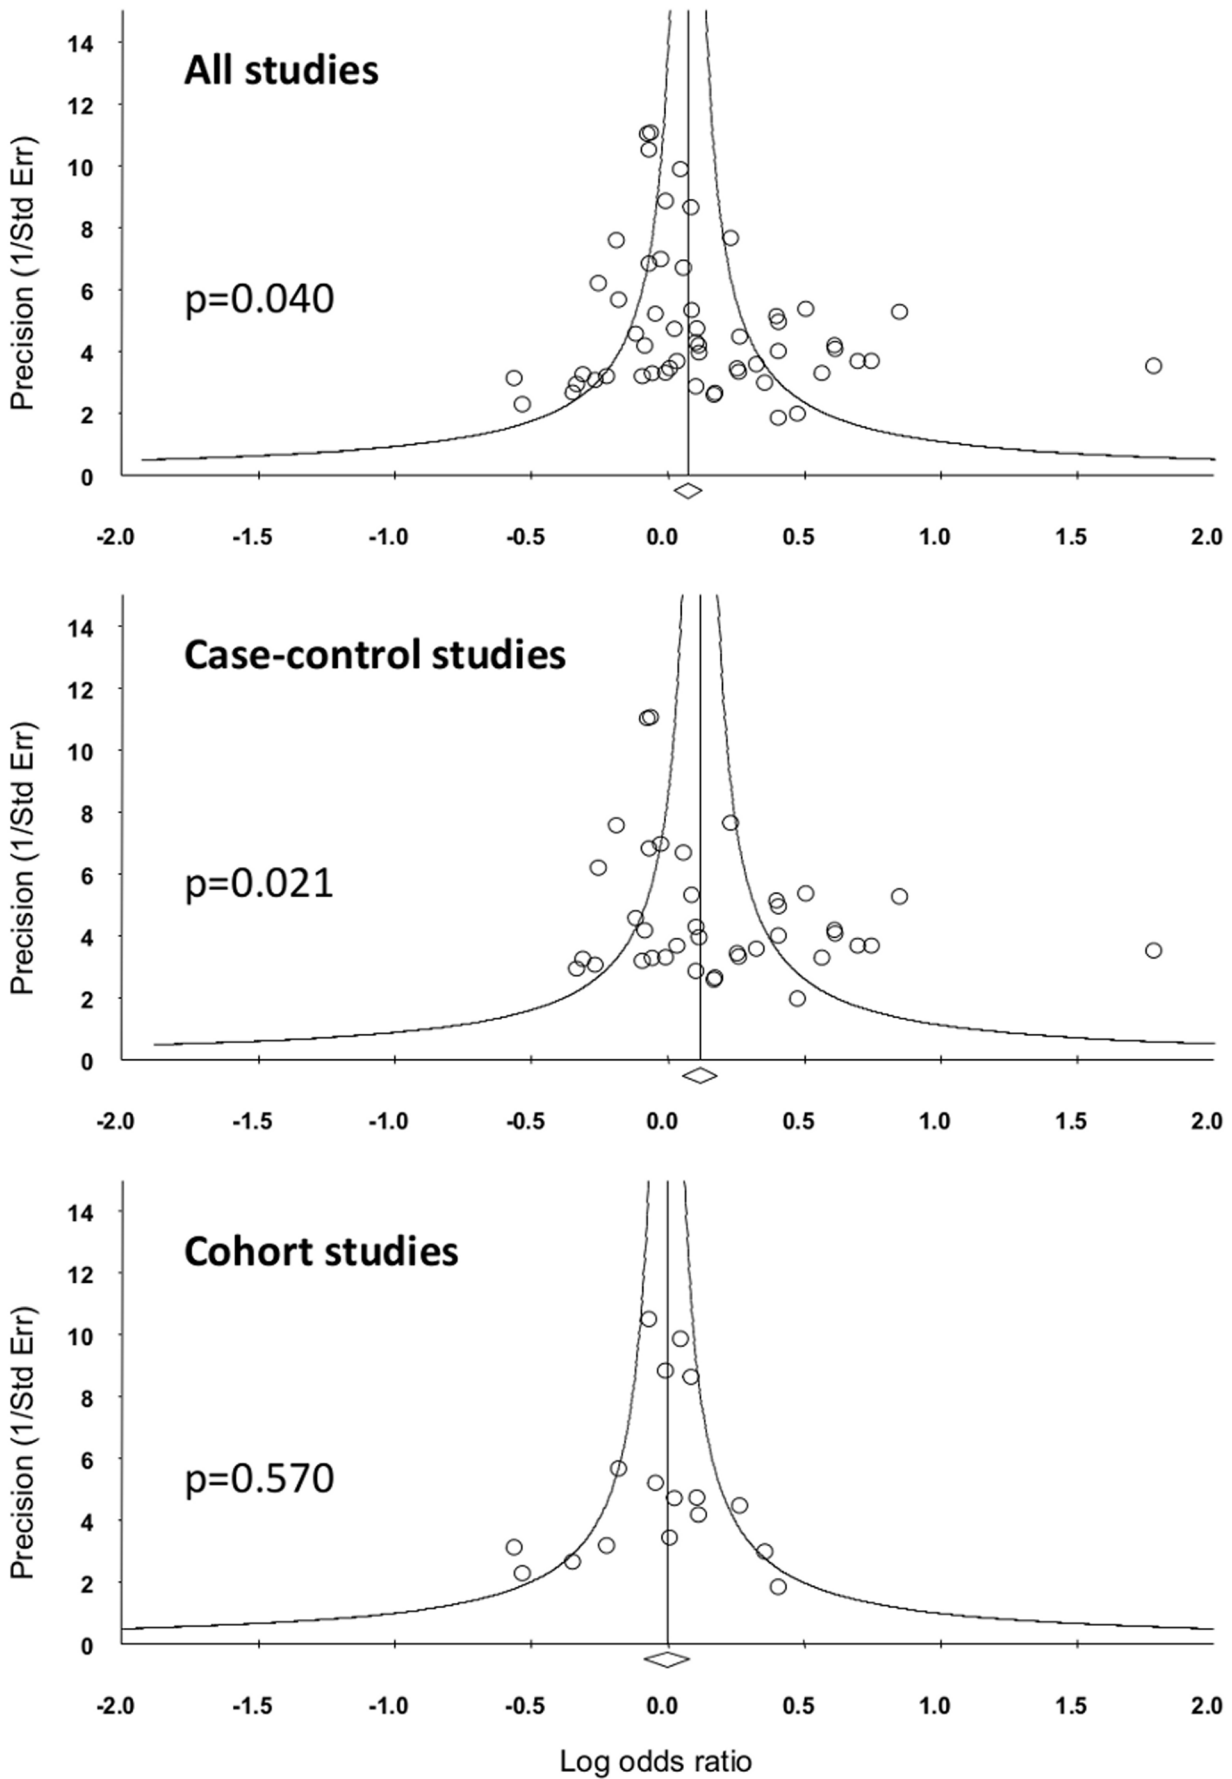 Precision (1/Std Err)
14
12
10
8
6
4
2
0
All studies
p=0.040
-2.0 -1.5 -1.0 -0.5 0.0 0.5 1.0 1.5 2.0
Precision (1/Std Err)
14
12
10
8
6
4
2
0
Case-control studies
p=0.021
-2.0 -1.5 -1.0 -0.5 0.0 0.5 1.0 1.5 2.0
Precision (1/Std Err)
14
12
10
8
6
4
2
0
Cohort studies
p=0.570
-2.0 -1.5 -1.0 -0.5 0.0 0.5 1.0 1.5 2.0
Log odds ratio